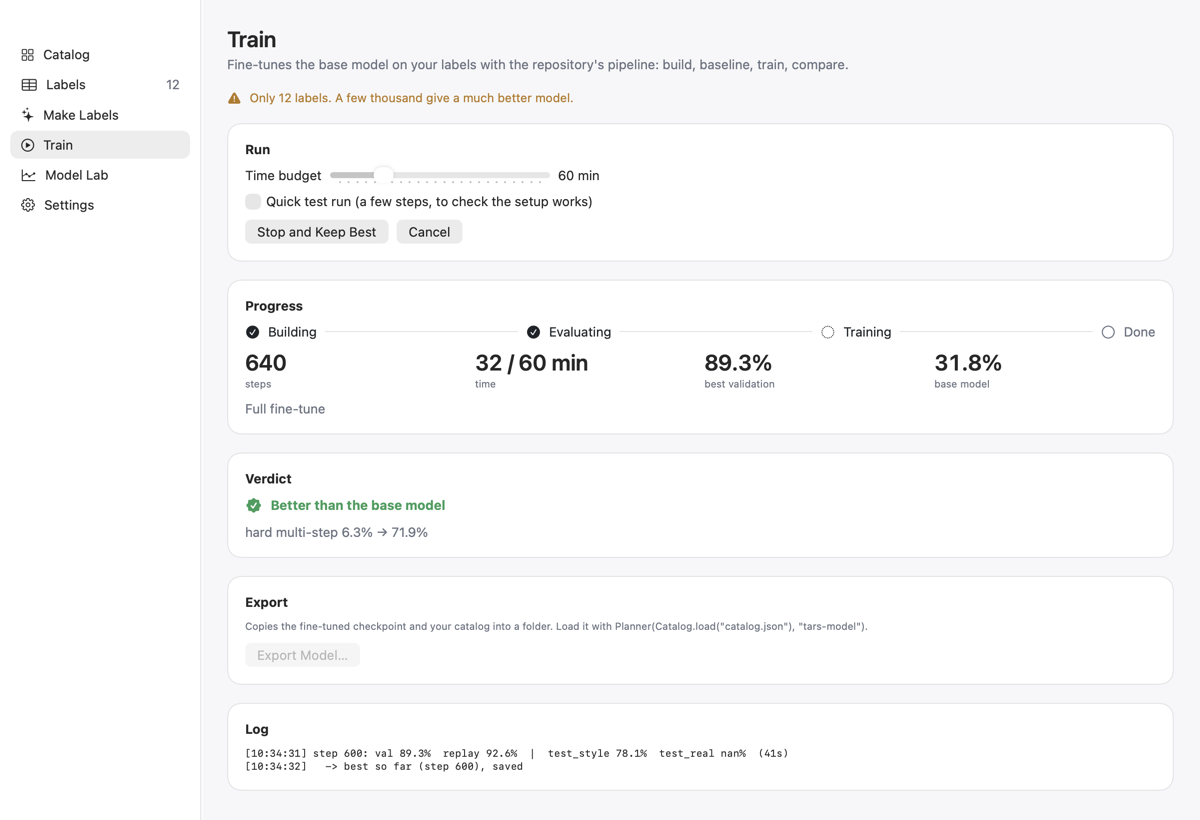 Catalog
Labels 12
Make Labels
Train
Model Lab
Settings
Train
Fine-tunes the base model on your labels with the repository's pipeline: build, baseline, train, compare.
Only 12 labels. A few thousand give a much better model.
Run
Time budget 60 min
Quick test run (a few steps, to check the setup works)
Stop and Keep Best Cancel
Progress
Building Evaluating Training Done
640 32 / 60 min 89.3% 31.8%
steps time best validation base model
Full fine-tune
Verdict
Better than the base model
hard multi-step 6.3% → 71.9%
Export
Copies the fine-tuned checkpoint and your catalog into a folder. Load it with Planner(Catalog.load("catalog.json"), "tars-model").
Export Model...
Log
[10:34:31] step 600: val 89.3%  replay 92.6%  |  test_style 78.1%  test_real nan%  (41s)
[10:34:32]   -> best so far (step 600), saved